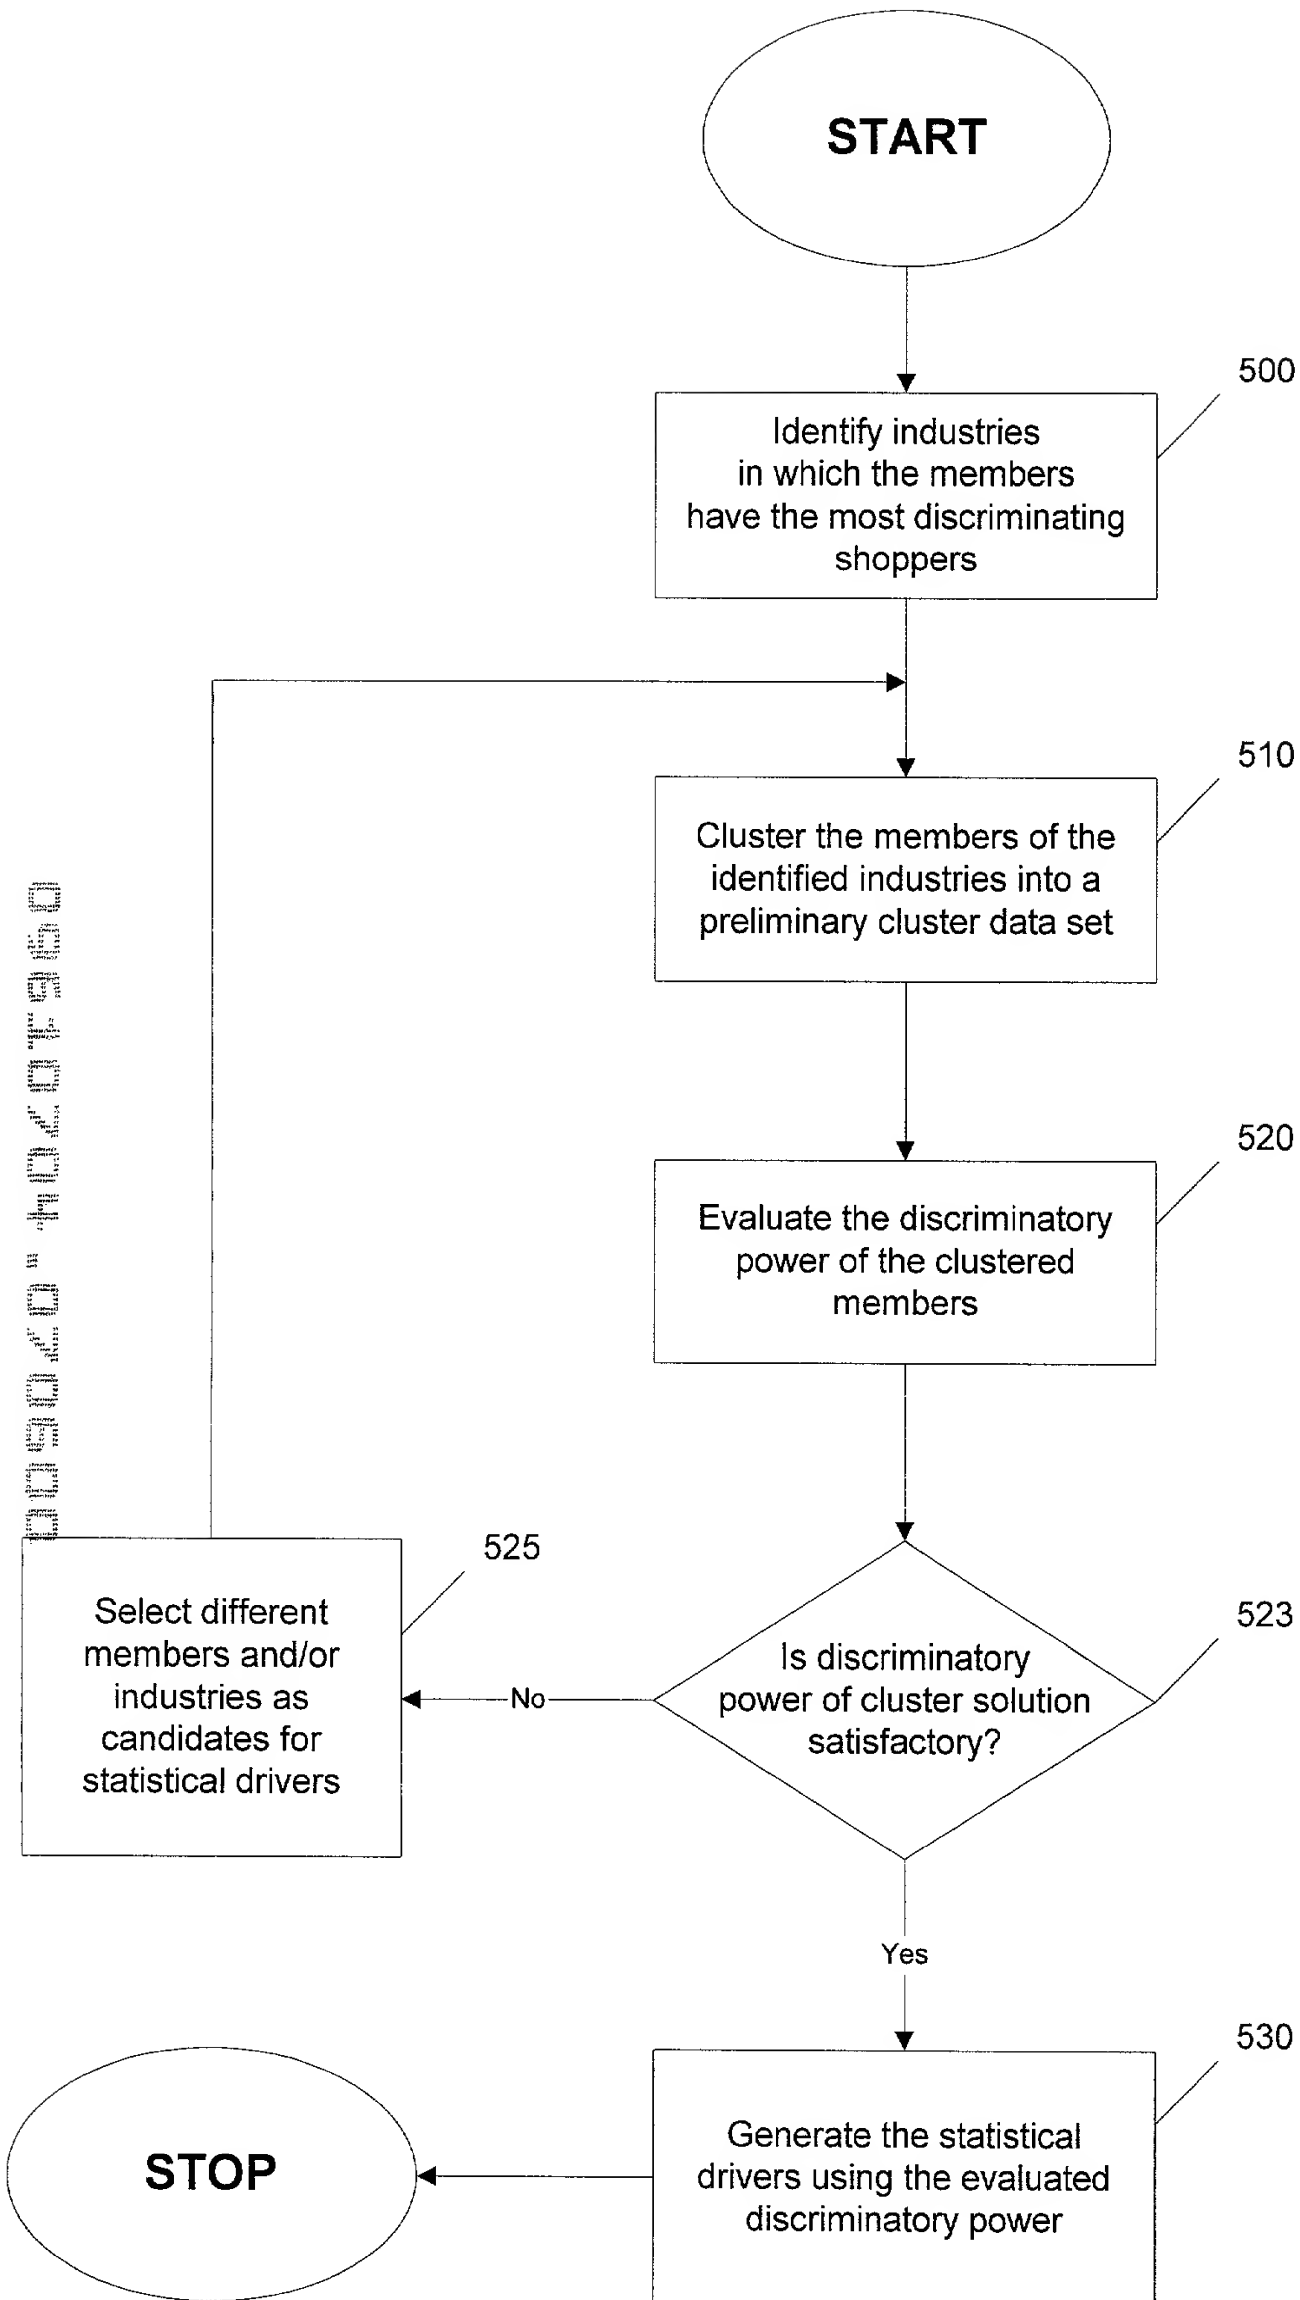 START
500
Identify industries
in which the members
have the most discriminating
shoppers
510
Cluster the members of the
identified industries into a
preliminary cluster data set
520
Evaluate the discriminatory
power of the clustered
members
525
Select different
members and/or
industries as
candidates for
statistical drivers
No
523
Is discriminatory
power of cluster solution
satisfactory?
Yes
530
Generate the statistical
drivers using the evaluated
discriminatory power
STOP